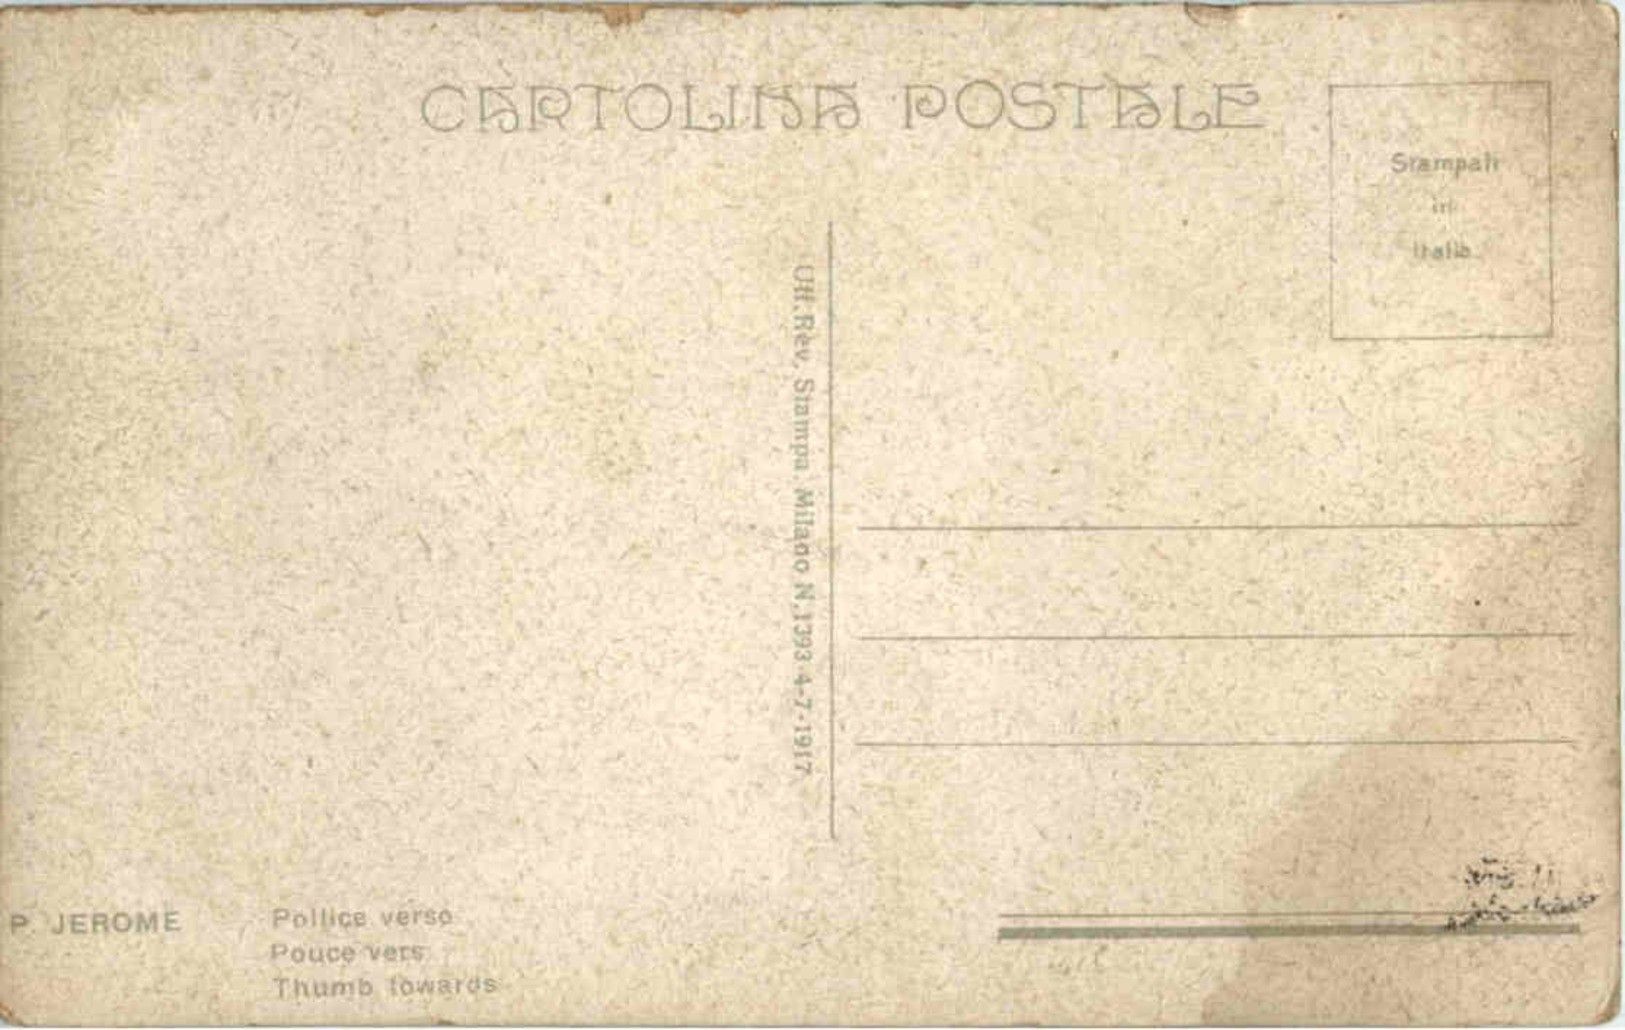 CARTOLINA POSTALE
Stampati
in
Italia
Uff. Rev. Stampa Milano N. 1393 4-7-1917
P. JEROME
Pollice verso
Pouce vers
Thumb towards